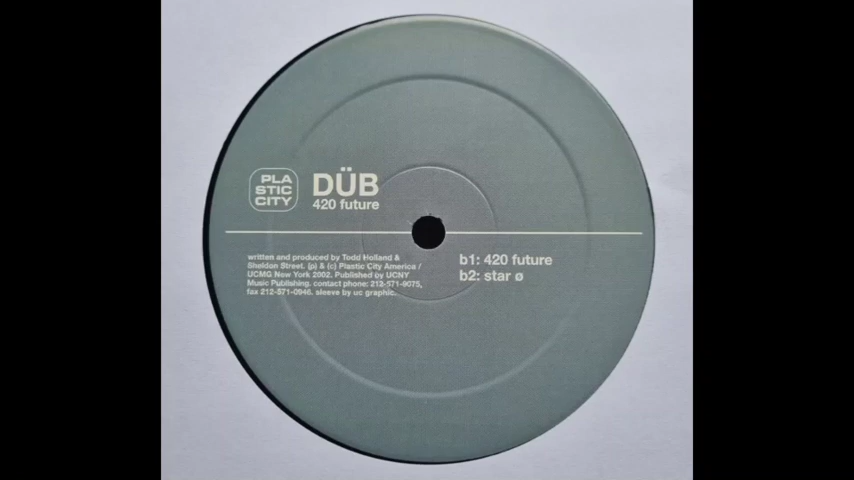 PLA
STIC
CITY
DÜB
420 future
written and produced by Todd Holland &
Sheldon Street. (p) & (c) Plastic City America /
UCMG New York 2002. Published by UCNY
Music Publishing. contact phone: 212-571-9075,
fax 212-571-0946. sleeve by uc graphic.
b1: 420 future
b2: star ø